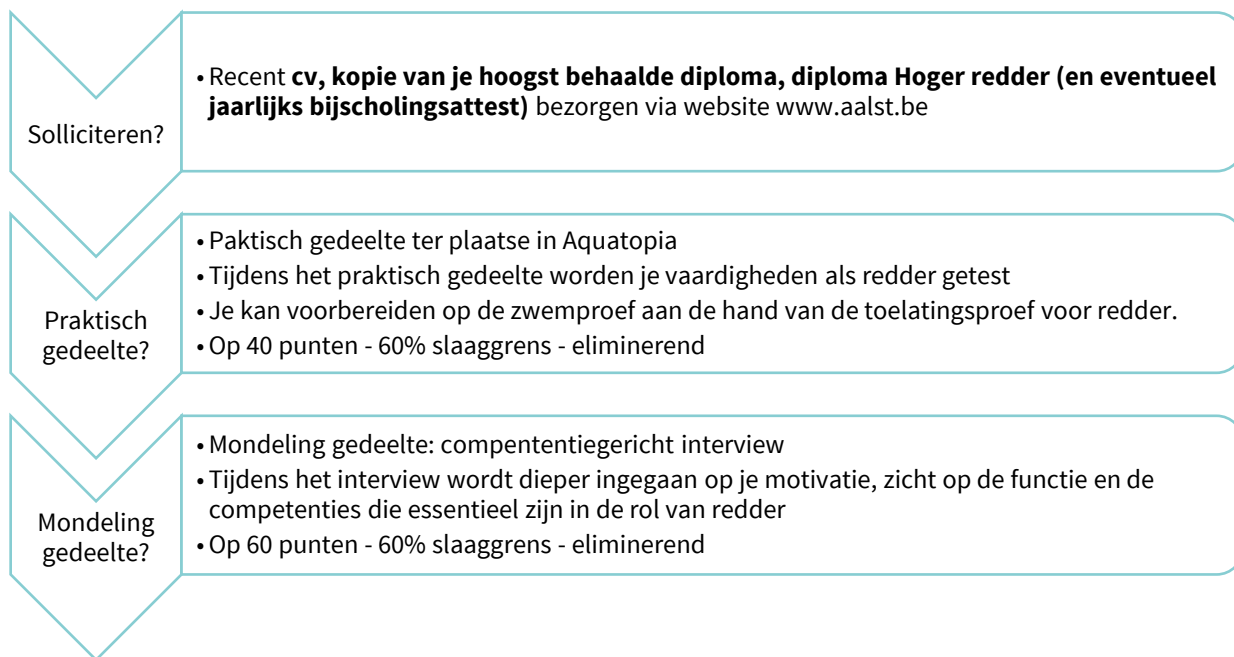 Solliciteren?
• Recent cv, kopie van je hoogst behaalde diploma, diploma Hoger redder (en eventueel
jaarlijks bijscholingsattest) bezorgen via website www.aalst.be
Praktisch
gedeelte?
• Paktisch gedeelte ter plaatse in Aquatopia
• Tijdens het praktisch gedeelte worden je vaardigheden als redder getest
• Je kan voorbereiden op de zwemproef aan de hand van de toelatingsproef voor redder.
• Op 40 punten - 60% slaaggrens - eliminerend
Mondeling
gedeelte?
• Mondeling gedeelte: compententiegericht interview
• Tijdens het interview wordt dieper ingegaan op je motivatie, zicht op de functie en de
competenties die essentieel zijn in de rol van redder
• Op 60 punten - 60% slaaggrens - eliminerend